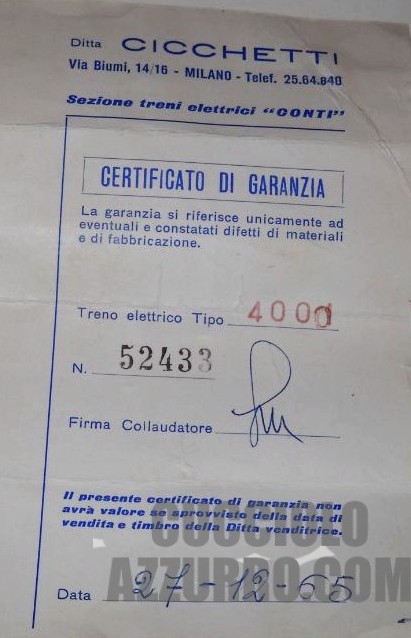 Ditta CICCHETTI
Via Biumi, 14/16 - MILANO - Telef. 25.64.840
Sezione treni elettrici "CONTI"
CERTIFICATO DI GARANZIA
La garanzia si riferisce unicamente ad
eventuali e constatati difetti di materiali
e di fabbricazione.
Treno elettrico Tipo 400d
N. 52433
Firma Collaudatore
Il presente certificato di garanzia non
avrà valore se sprovvisto della data di
vendita e timbro della Ditta venditrice.
Data 27-12-65
AZZURRO.COM